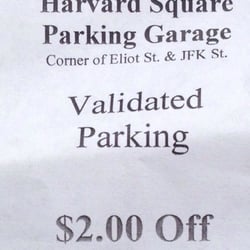 Harvard Square
Parking Garage
Corner of Eliot St. & JFK St.
Validated
Parking
$2.00 Off